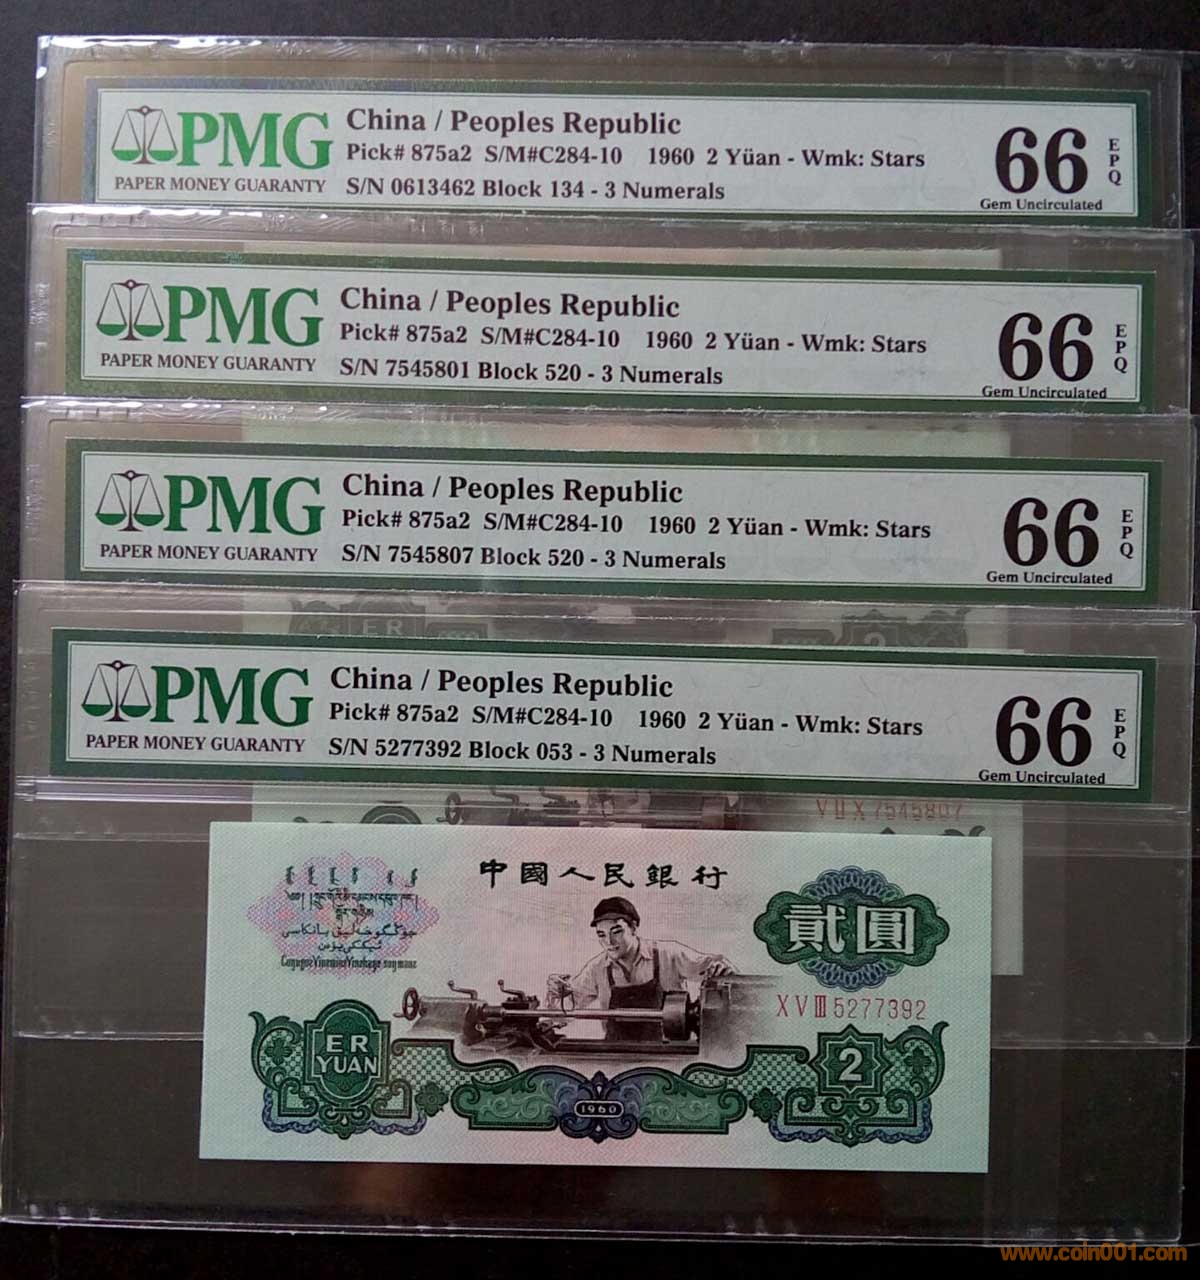 PMG
PAPER MONEY GUARANTY
China / Peoples Republic
Pick# 875a2 S/M#C284-10 1960 2 Yüan - Wmk: Stars
S/N 0613462 Block 134 - 3 Numerals
66
EPQ
Gem Uncirculated
PMG
PAPER MONEY GUARANTY
China / Peoples Republic
Pick# 875a2 S/M#C284-10 1960 2 Yüan - Wmk: Stars
S/N 7545801 Block 520 - 3 Numerals
66
EPQ
Gem Uncirculated
PMG
PAPER MONEY GUARANTY
China / Peoples Republic
Pick# 875a2 S/M#C284-10 1960 2 Yüan - Wmk: Stars
S/N 7545807 Block 520 - 3 Numerals
66
EPQ
Gem Uncirculated
ER
2
PMG
PAPER MONEY GUARANTY
China / Peoples Republic
Pick# 875a2 S/M#C284-10 1960 2 Yüan - Wmk: Stars
S/N 5277392 Block 053 - 3 Numerals
66
EPQ
Gem Uncirculated
V II X 7545807
中國人民銀行
貳圓
X V III 5277392
ER
YUAN
2
1960
www.coin001.com